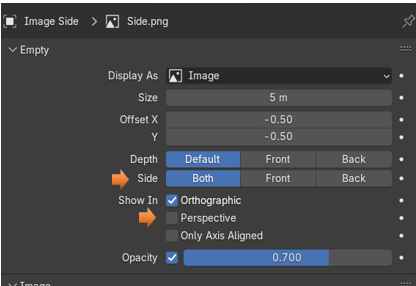 Image Side > Side.png
Empty
Display As Image
Size 5 m
Offset X -0.50
Y -0.50
Depth Default Front Back
Side Both Front Back
Show In Orthographic
Perspective
Only Axis Aligned
Opacity 0.700
Image